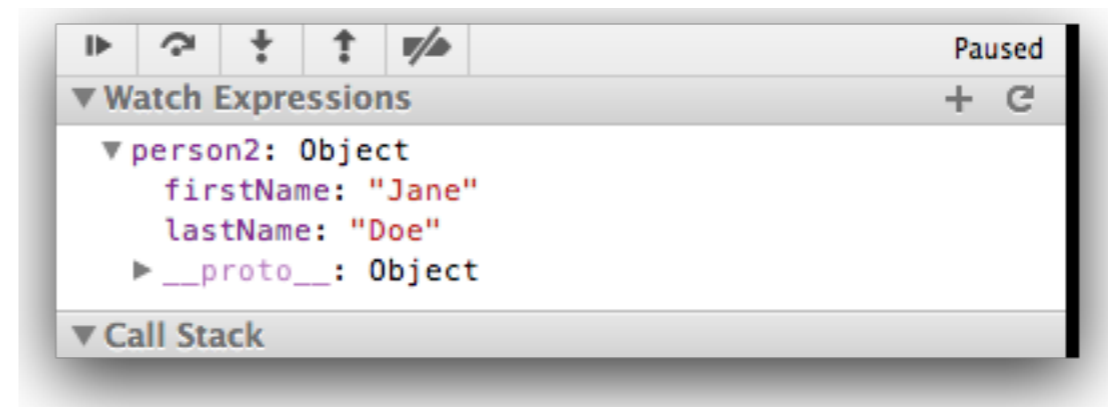 Paused
Watch Expressions
person2: Object
firstName: "Jane"
lastName: "Doe"
__proto__: Object
Call Stack